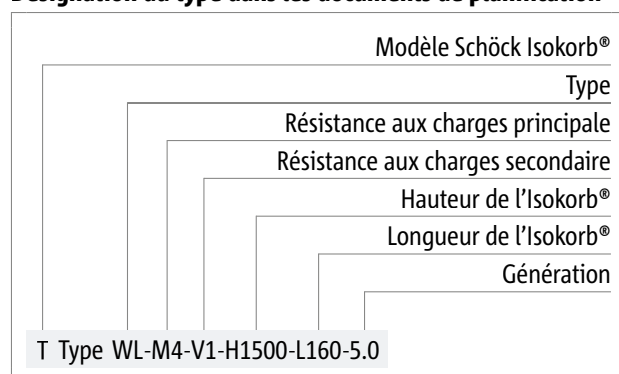 Désignation du type dans les documents de planification
Modèle Schöck Isokorb®
Type
Résistance aux charges principale
Résistance aux charges secondaire
Hauteur de l’Isokorb®
Longueur de l’Isokorb®
Génération
T Type WL-M4-V1-H1500-L160-5.0